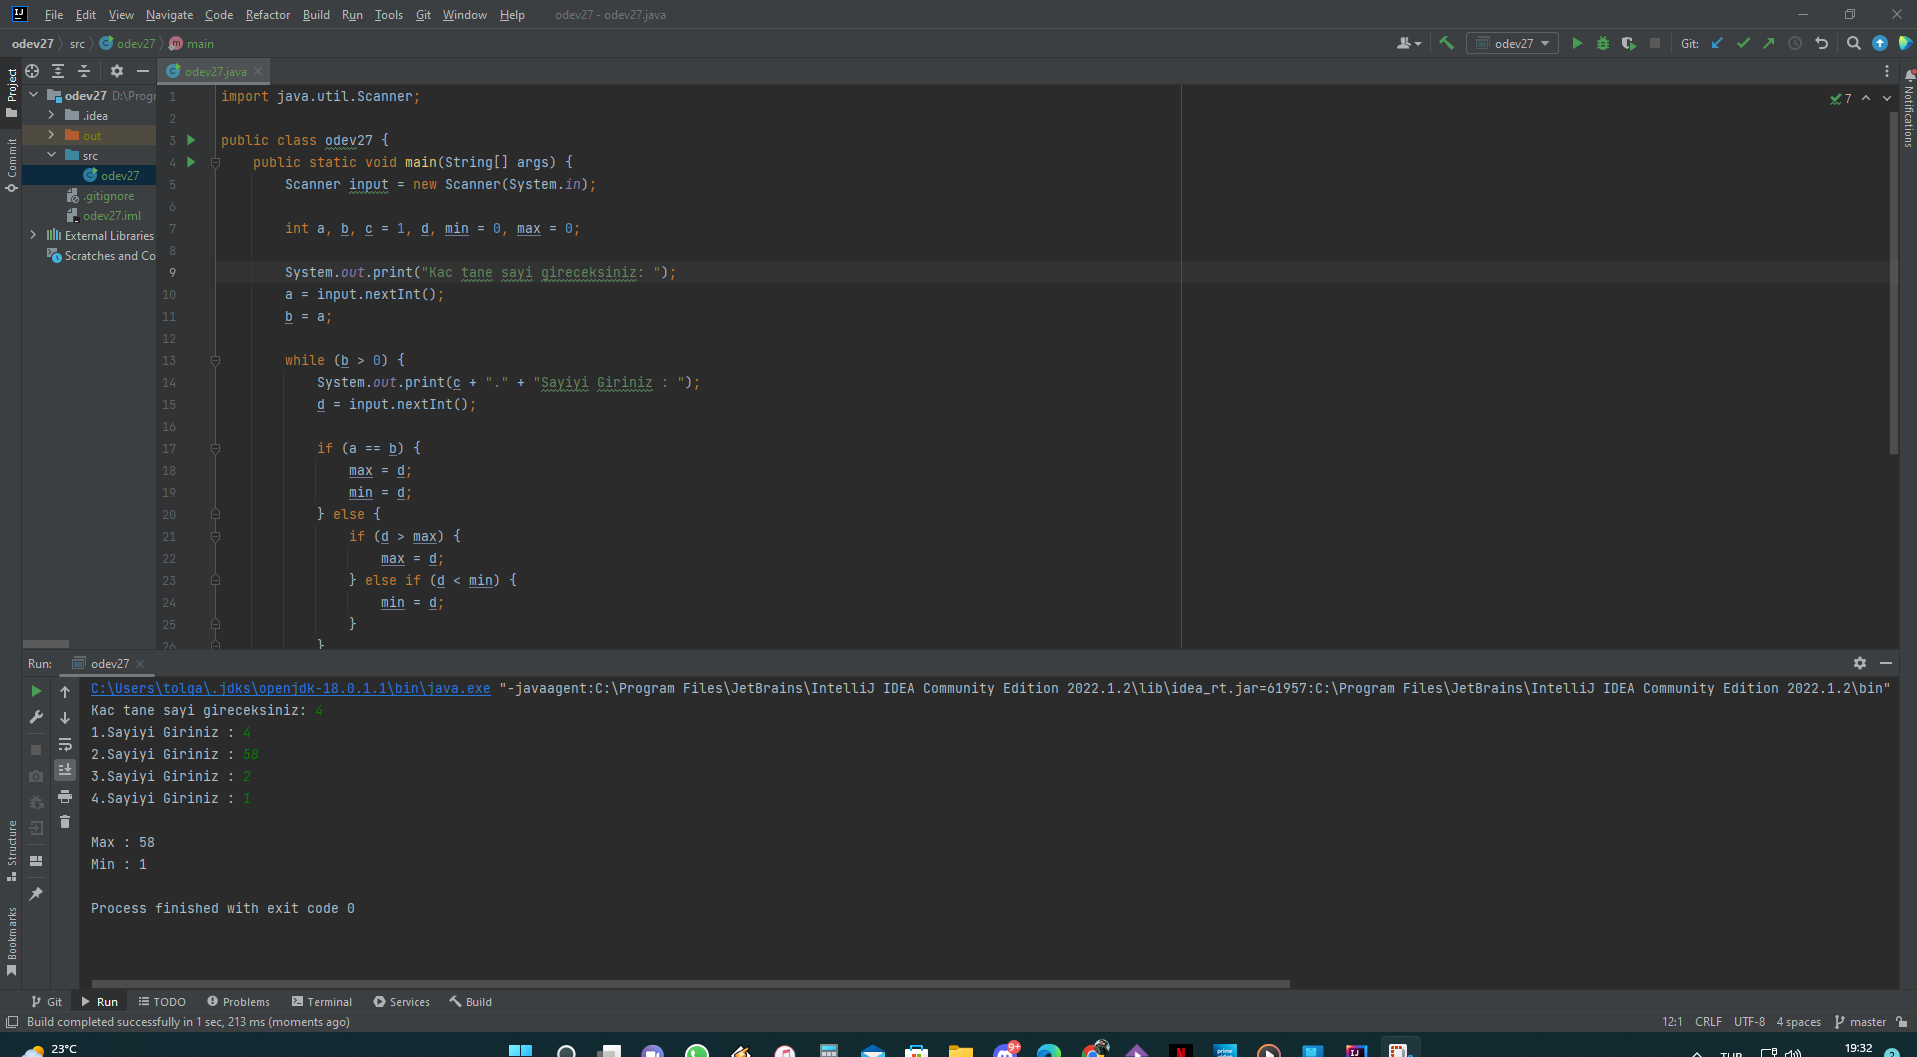 File Edit View Navigate Code Refactor Build Run Tools Git Window Help odev27 - odev27.java
odev27 src odev27 main
odev27 Git:
Project
odev27.java
Notifications
Commit
odev27 D:\Progr
.idea
out
src
odev27
.gitignore
odev27.iml
External Libraries
Scratches and Co
7
1 import java.util.Scanner;
2
3 public class odev27 {
4 public static void main(String[] args) {
5 Scanner input = new Scanner(System.in);
6
7 int a, b, c = 1, d, min = 0, max = 0;
8
9 System.out.print("Kac tane sayi gireceksiniz: ");
10 a = input.nextInt();
11 b = a;
12
13 while (b > 0) {
14 System.out.print(c + "." + "Sayiyi Giriniz : ");
15 d = input.nextInt();
16
17 if (a == b) {
18 max = d;
19 min = d;
20 } else {
21 if (d > max) {
22 max = d;
23 } else if (d < min) {
24 min = d;
25 }
26 }
Run: odev27
C:\Users\tolga\.jdks\openjdk-18.0.1.1\bin\java.exe "-javaagent:C:\Program Files\JetBrains\IntelliJ IDEA Community Edition 2022.1.2\lib\idea_rt.jar=61957:C:\Program Files\JetBrains\IntelliJ IDEA Community Edition 2022.1.2\bin"
Kac tane sayi gireceksiniz: 4
1.Sayiyi Giriniz : 4
2.Sayiyi Giriniz : 58
3.Sayiyi Giriniz : 2
4.Sayiyi Giriniz : 1
Max : 58
Min : 1
Process finished with exit code 0
Structure
Bookmarks
Git Run TODO Problems Terminal Services Build
Build completed successfully in 1 sec, 213 ms (moments ago) 12:1 CRLF UTF-8 4 spaces master
23°C
9+
prime
TUR
19:32
2